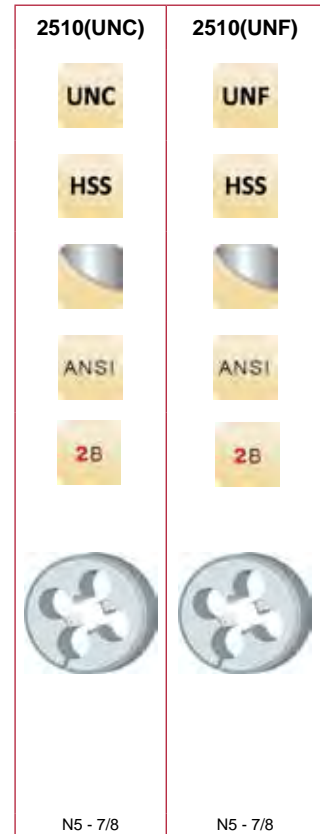 2510(UNC) 2510(UNF)
UNC UNF
HSS HSS
ANSI ANSI
2B 2B
N5 - 7/8 N5 - 7/8